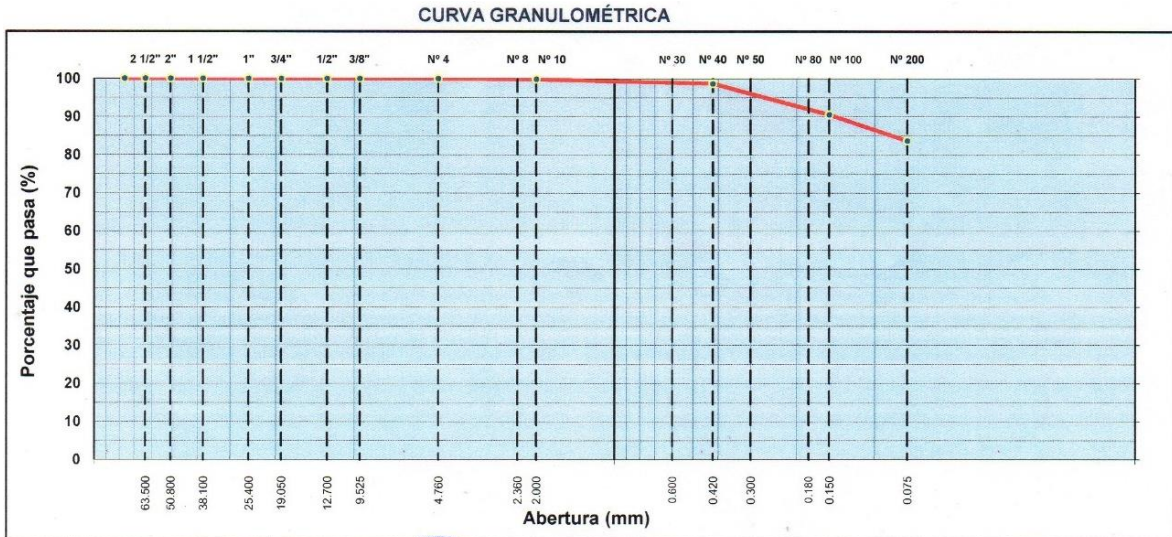 CURVA GRANULOMÉTRICA
2 1/2" 2" 1 1/2" 1" 3/4" 1/2" 3/8" Nº 4 Nº 8 Nº 10 Nº 30 Nº 40 Nº 50 Nº 80 Nº 100 Nº 200
Porcentaje que pasa (%)
100
90
80
70
60
50
40
30
20
10
0
63.500 50.800 38.100 25.400 19.050 12.700 9.525 4.760 2.360 2.000 0.600 0.420 0.300 0.180 0.150 0.075
Abertura (mm)